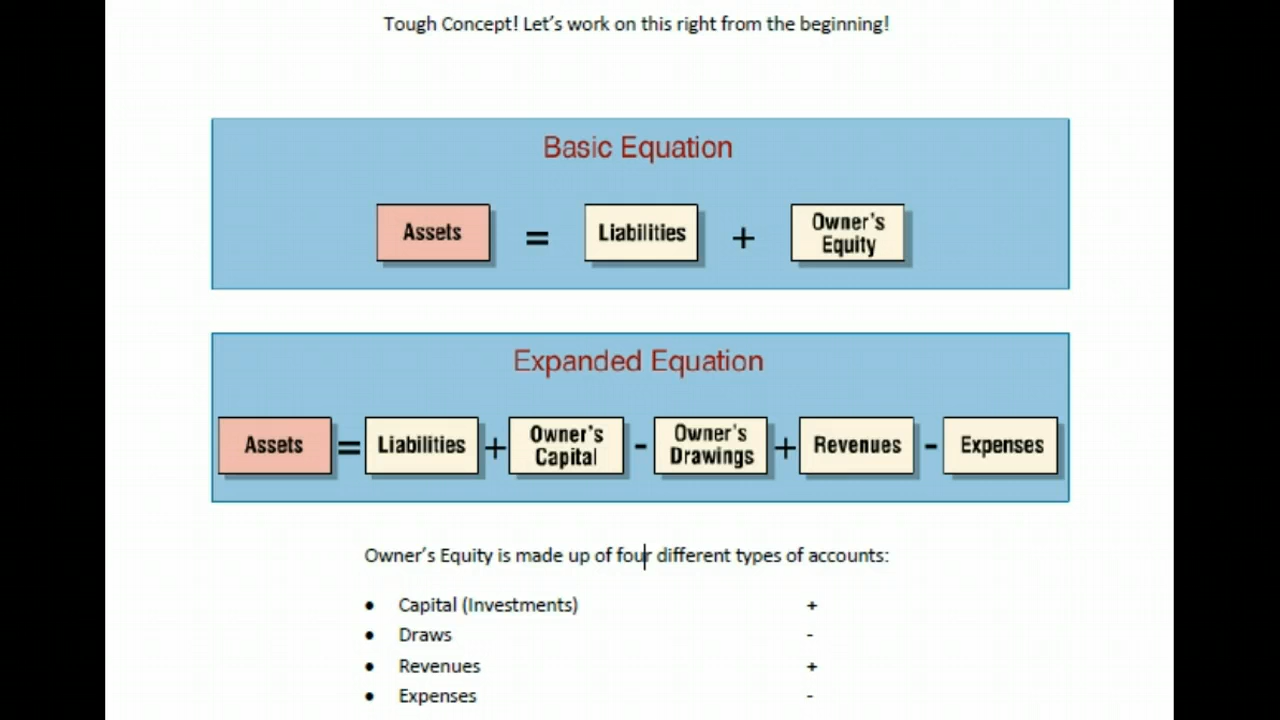 Tough Concept! Let's work on this right from the beginning!
Basic Equation
Assets = Liabilities + Owner's Equity
Expanded Equation
Assets = Liabilities + Owner's Capital - Owner's Drawings + Revenues - Expenses
Owner's Equity is made up of four different types of accounts:
• Capital (Investments) +
• Draws -
• Revenues +
• Expenses -